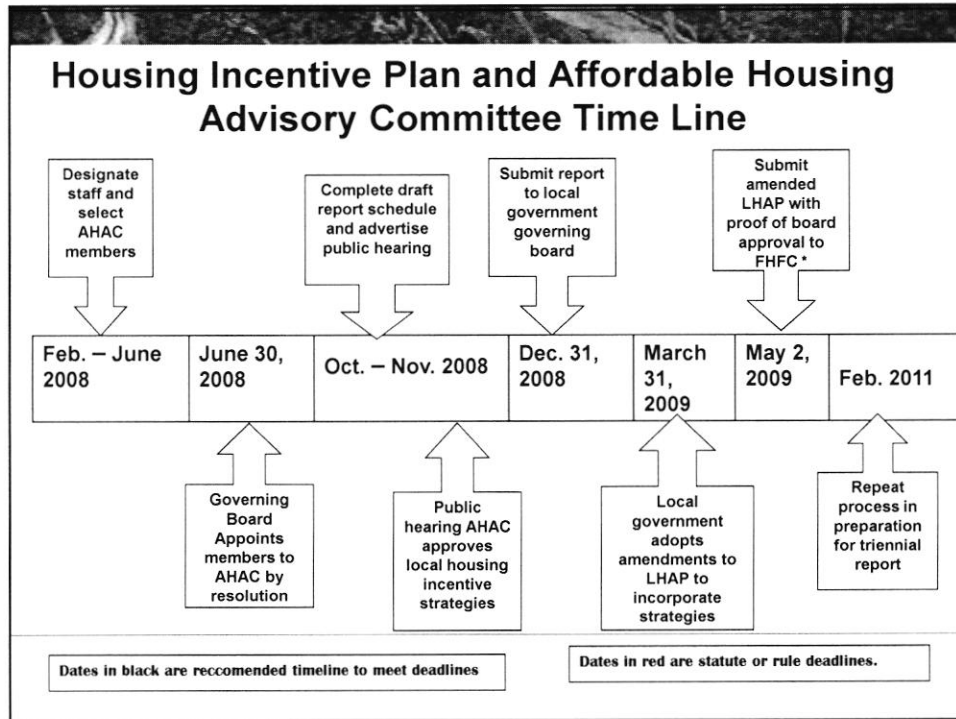 Housing Incentive Plan and Affordable Housing
Advisory Committee Time Line
Designate
staff and
select
AHAC
members
Complete draft
report schedule
and advertise
public hearing
Submit report
to local
government
governing
board
Submit
amended
LHAP with
proof of board
approval to
FHFC *
Feb. – June
2008
June 30,
2008
Oct. – Nov. 2008
Dec. 31,
2008
March
31,
2009
May 2,
2009
Feb. 2011
Governing
Board
Appoints
members to
AHAC by
resolution
Public
hearing AHAC
approves
local housing
incentive
strategies
Local
government
adopts
amendments to
LHAP to
incorporate
strategies
Repeat
process in
preparation
for triennial
report
Dates in black are reccomended timeline to meet deadlines
Dates in red are statute or rule deadlines.